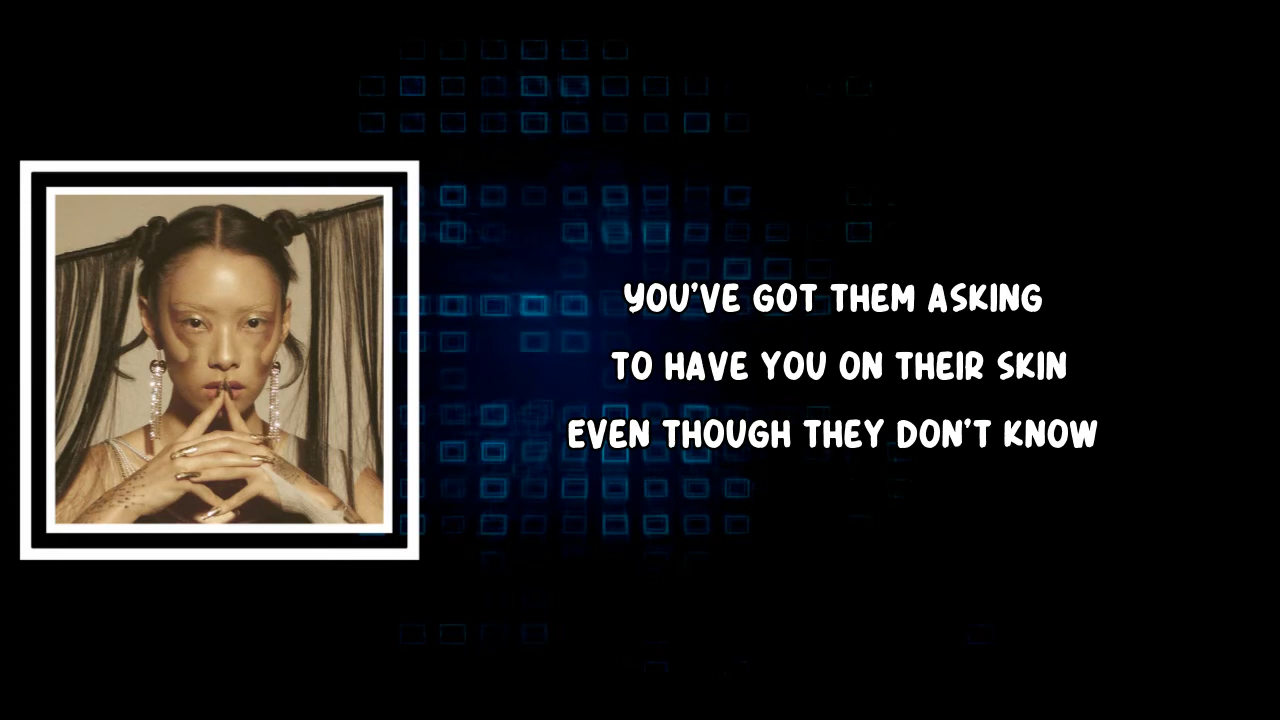 YOU'VE GOT THEM ASKING
TO HAVE YOU ON THEIR SKIN
EVEN THOUGH THEY DON'T KNOW